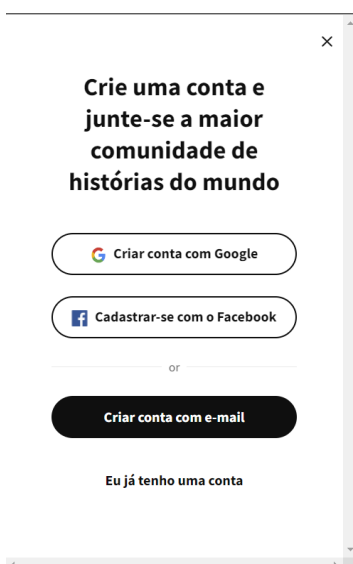 Crie uma conta e
junte-se a maior
comunidade de
histórias do mundo
Criar conta com Google
Cadastrar-se com o Facebook
or
Criar conta com e-mail
Eu já tenho uma conta